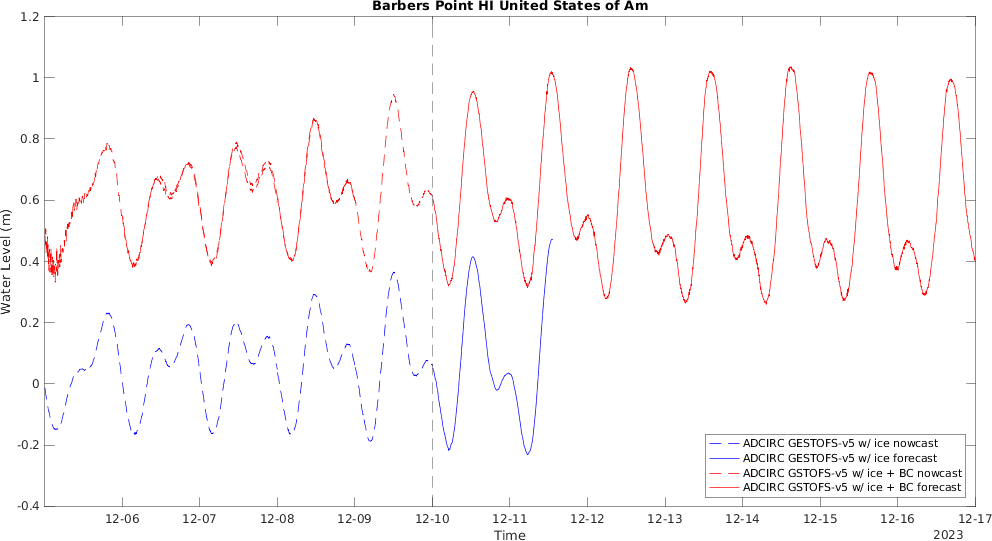 Barbers Point HI United States of Am
1.2
1
0.8
0.6
0.4
0.2
0
-0.2
-0.4
Water Level (m)
ADCIRC GESTOFS-v5 w/ ice nowcast
ADCIRC GESTOFS-v5 w/ ice forecast
ADCIRC GSTOFS-v5 w/ ice + BC nowcast
ADCIRC GSTOFS-v5 w/ ice + BC forecast
12-06 12-07 12-08 12-09 12-10 12-11 12-12 12-13 12-14 12-15 12-16 12-17
Time
2023